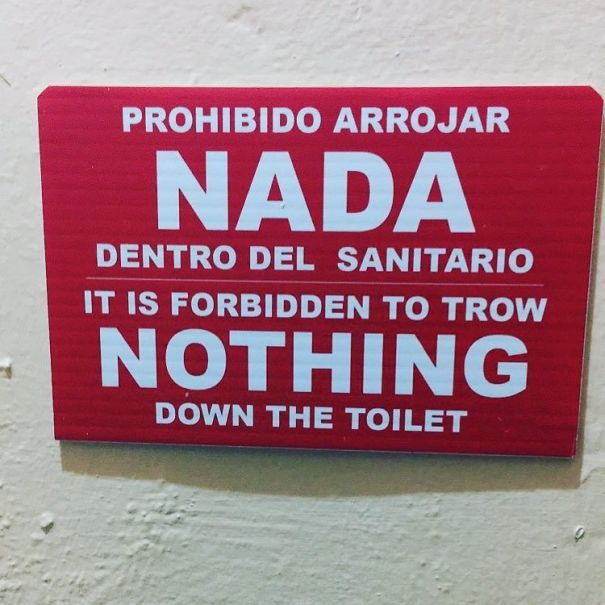 PROHIBIDO ARROJAR
NADA
DENTRO DEL SANITARIO
IT IS FORBIDDEN TO TROW
NOTHING
DOWN THE TOILET